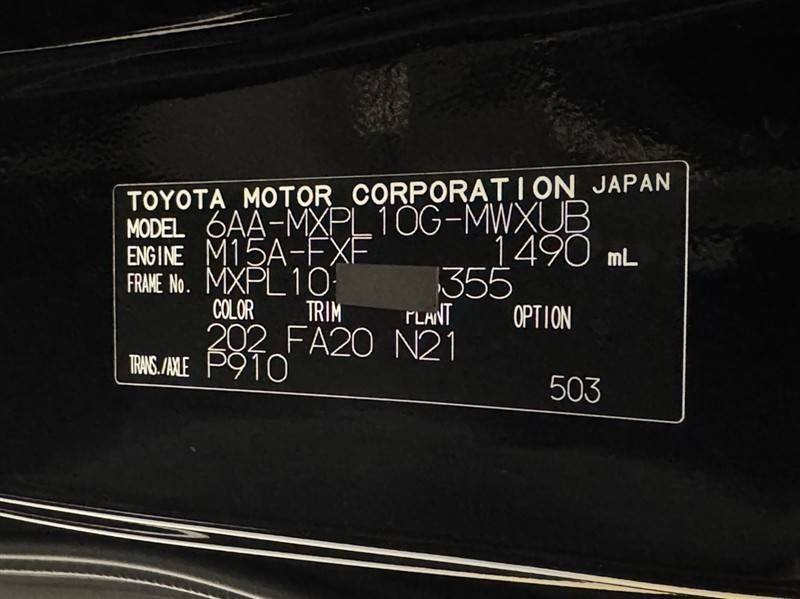 TOYOTA MOTOR CORPORATION JAPAN
MODEL 6AA-MXPL10G-MWXUB
ENGINE M15A-FXE 1490 mL
FRAME No. MXPL10- 355
COLOR TRIM PLANT OPTION
202 FA20 N21
TRANS./AXLE P910
503